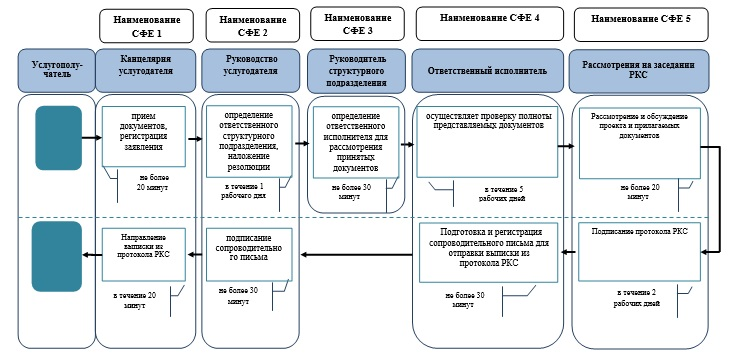 Наименование
СФЕ 1
Наименование
СФЕ 2
Наименование
СФЕ 3
Наименование СФЕ 4
Наименование СФЕ 5
Услугополу-
чатель
Канцелярия
услугодателя
Руководство
услугодателя
Руководитель
структурного
подразделения
Ответственный исполнитель
Рассмотрения на заседании
РКС
прием
документов,
регистрация
заявления
не более
20 минут
определение
ответственного
структурного
подразделения,
наложение
резолюции
в течение 1
рабочего днх
определение
ответственного
исполнителя для
рассмотрения
принятых
документов
не более 30
минут
осуществляет проверку полноты
представляемых документов
в течение 5
рабочих дней
Рассмотрение и обсуждение
проекта и прилагаемых
документов
не более 20
минут
Направление
выписки из
протокола РКС
в течение 20
минут
подписание
сопроводительно
го письма
не более 30
минут
Подготовка и регистрация
сопроводительного письма для
отправки выписки из
протокола РКС
не более 30
минут
Подписание протокола РКС
в течение 2
рабочих дней